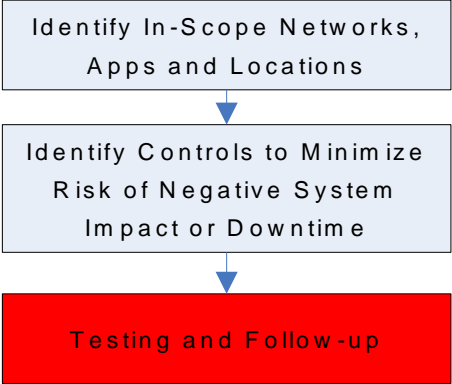 Identify In-Scope Networks,
Apps and Locations
Identify Controls to Minimize
Risk of Negative System
Impact or Downtime
Testing and Follow-up